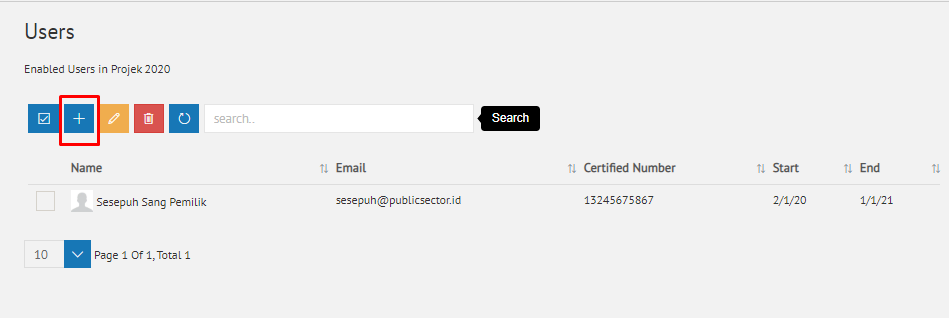 Users
Enabled Users in Projek 2020
search..
Search
Name Email Certified Number Start End
Sesepuh Sang Pemilik sesepuh@publicsector.id 13245675867 2/1/20 1/1/21
10 Page 1 Of 1, Total 1